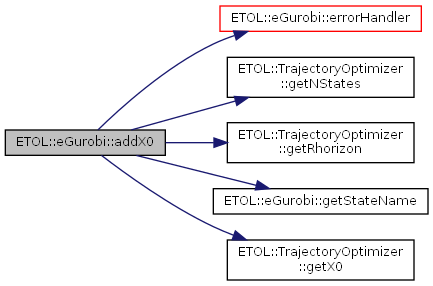 ETOL::eGurobi::addX0
ETOL::eGurobi::errorHandler
ETOL::TrajectoryOptimizer
::getNStates
ETOL::TrajectoryOptimizer
::getRhorizon
ETOL::eGurobi::getStateName
ETOL::TrajectoryOptimizer
::getX0